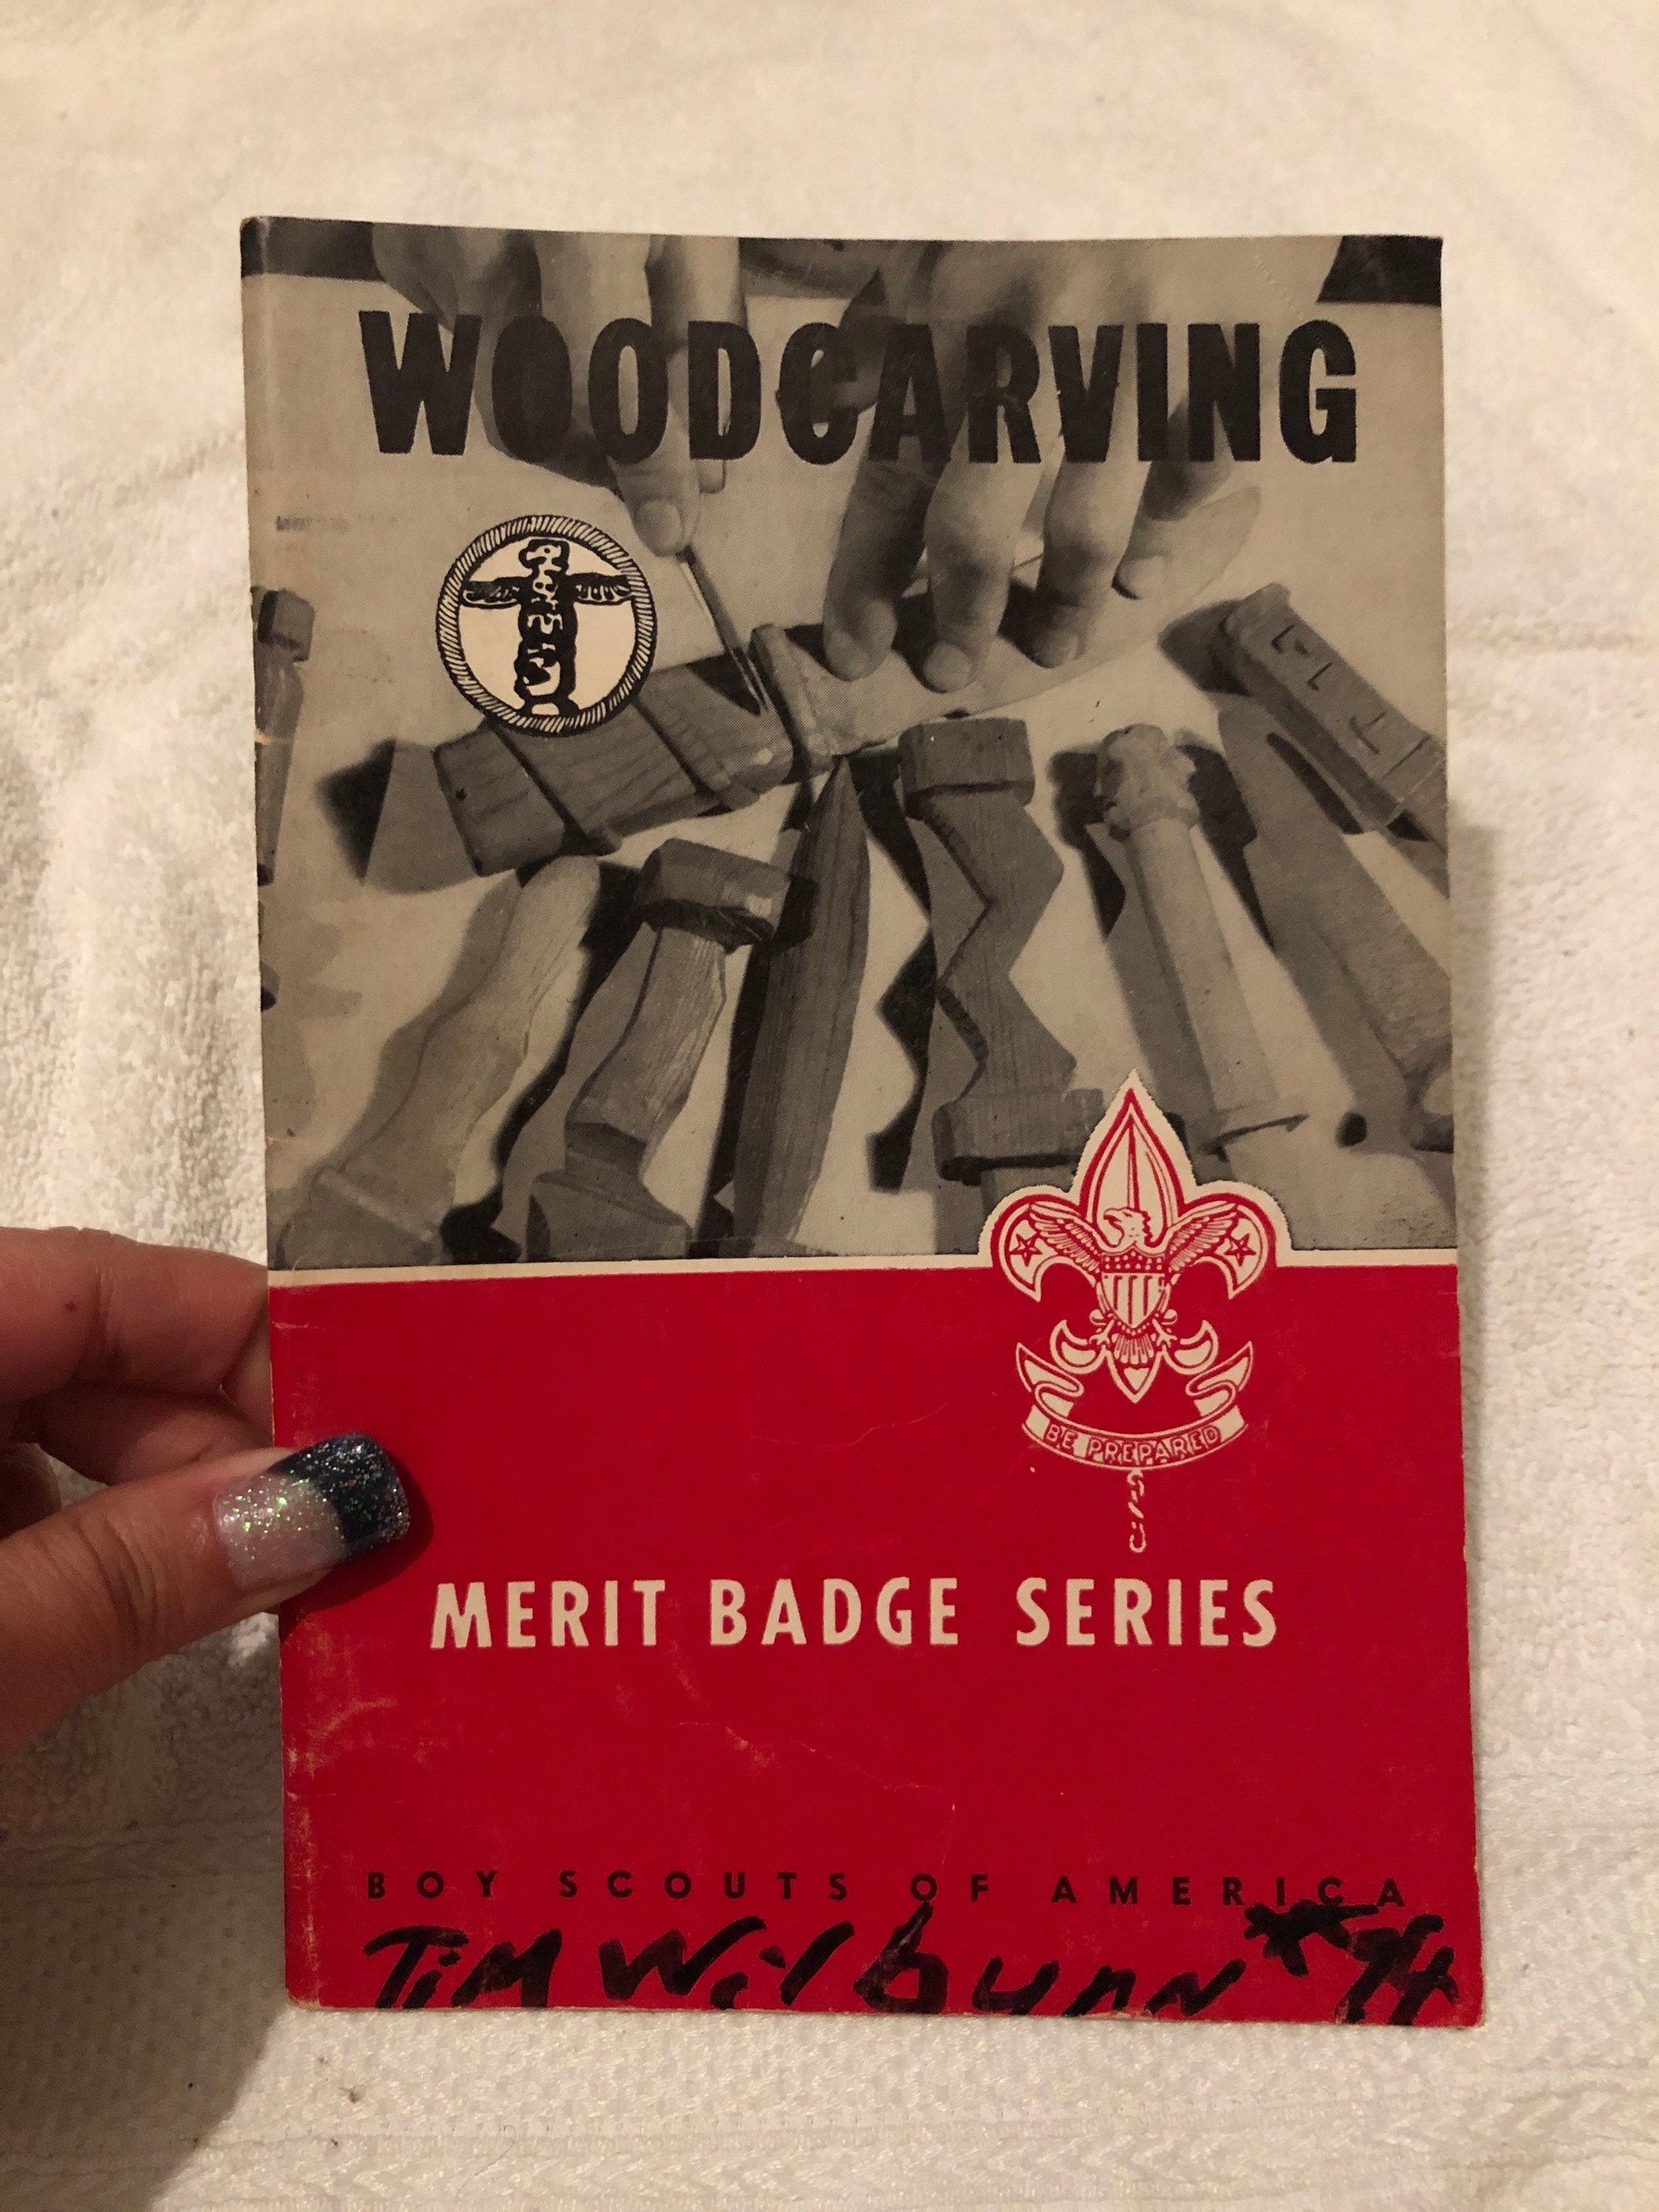 WOODCARVING
BE PREPARED
MERIT BADGE SERIES
BOY SCOUTS OF AMERICA
Tim Wilburn